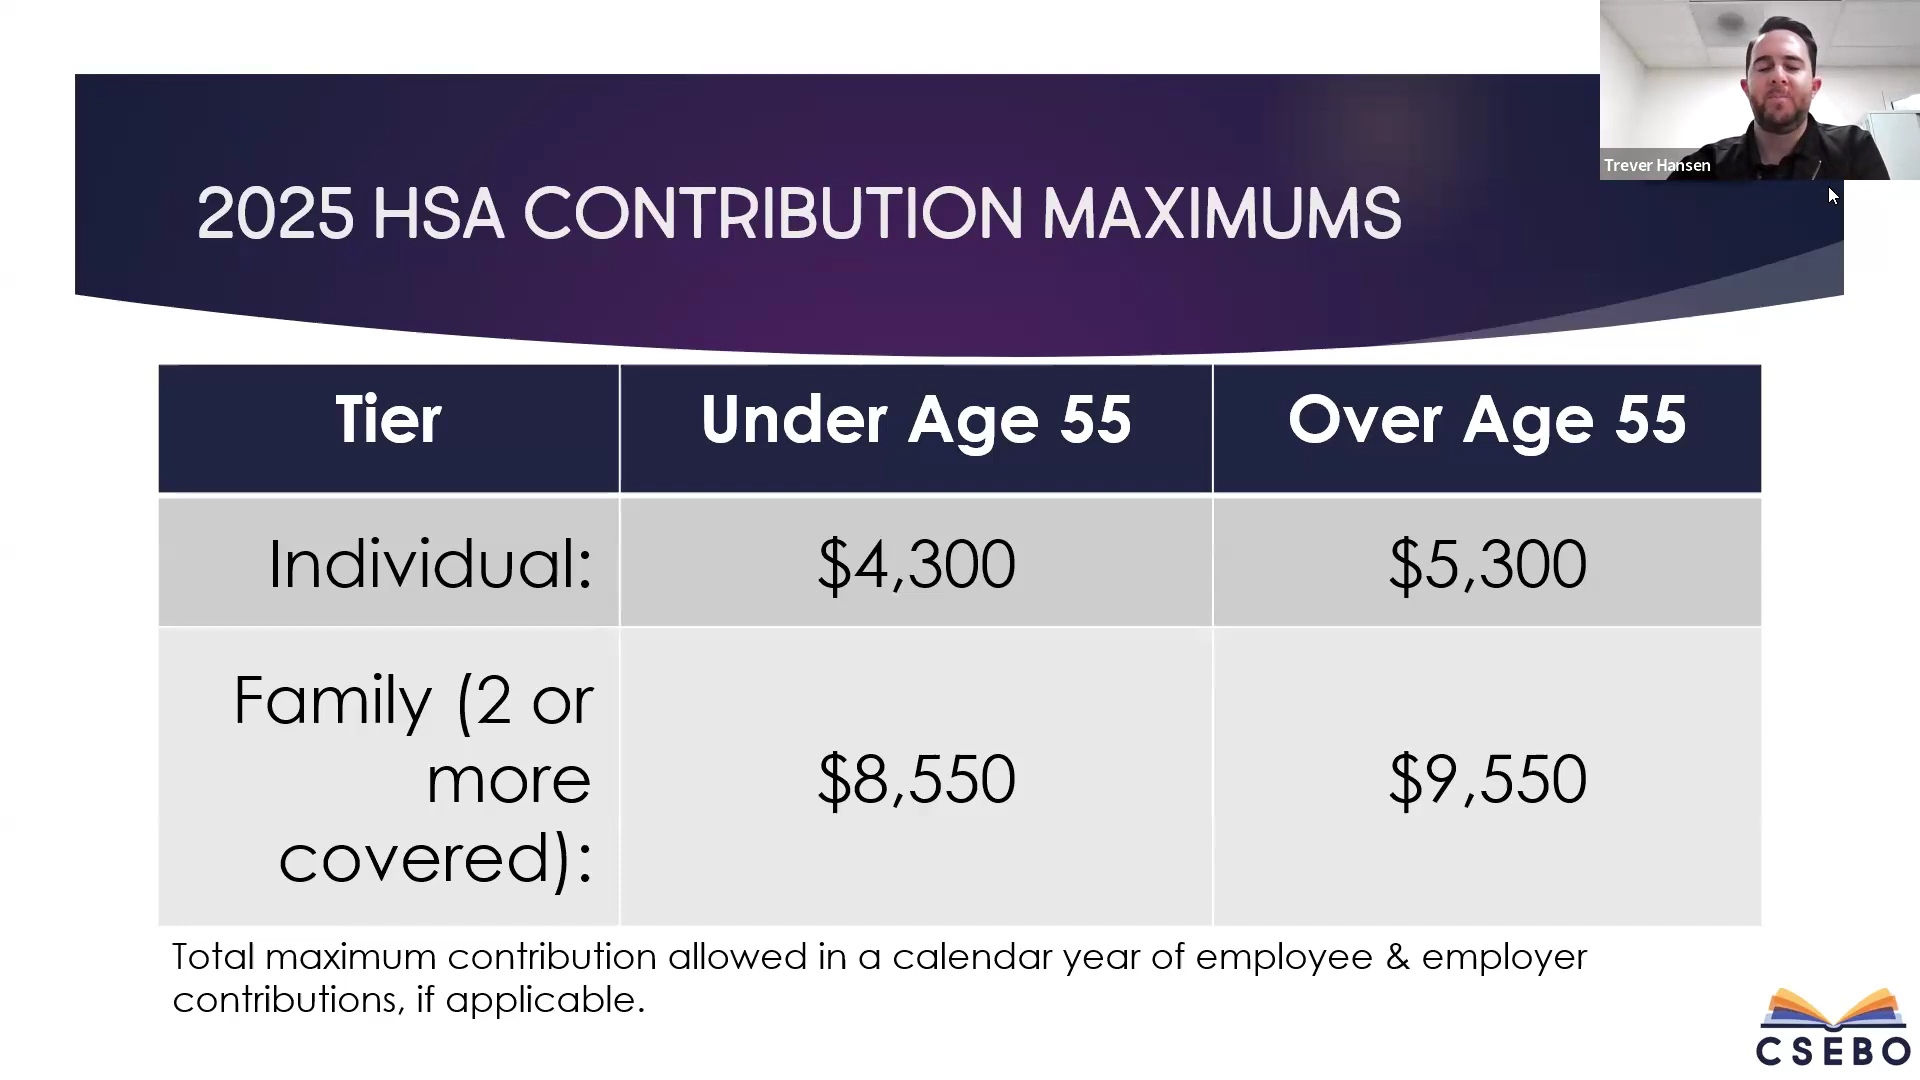 Trever Hansen
2025 HSA CONTRIBUTION MAXIMUMS
Tier
Under Age 55
Over Age 55
Individual:
$4,300
$5,300
Family (2 or
more
covered):
$8,550
$9,550
Total maximum contribution allowed in a calendar year of employee & employer
contributions, if applicable.
CSEBO